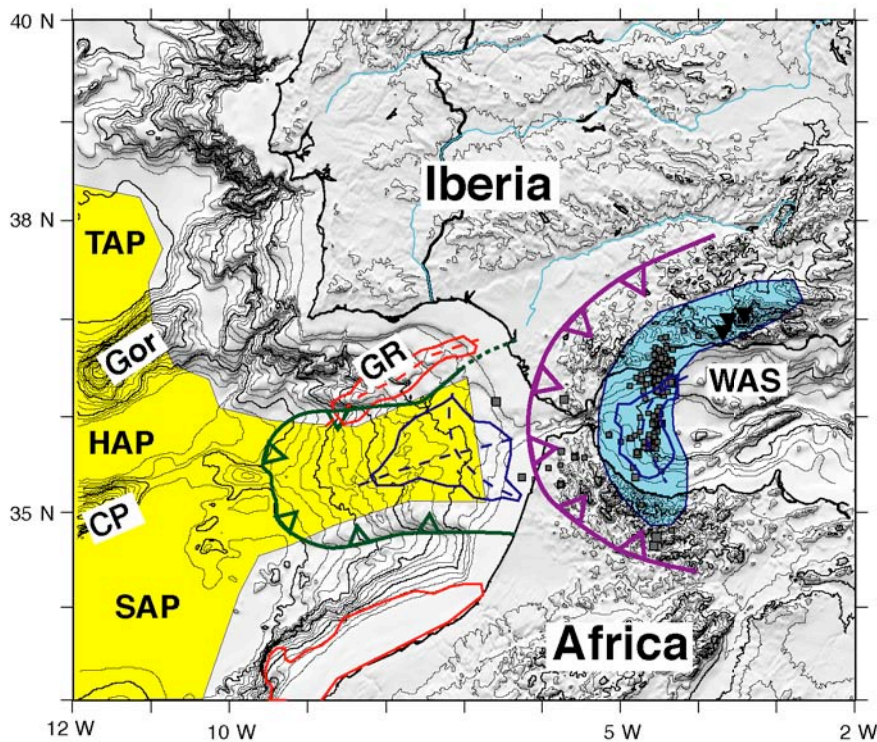 40 N
38 N
35 N
Iberia
TAP
Gor
GR
WAS
HAP
CP
SAP
Africa
12 W
10 W
5 W
2 W